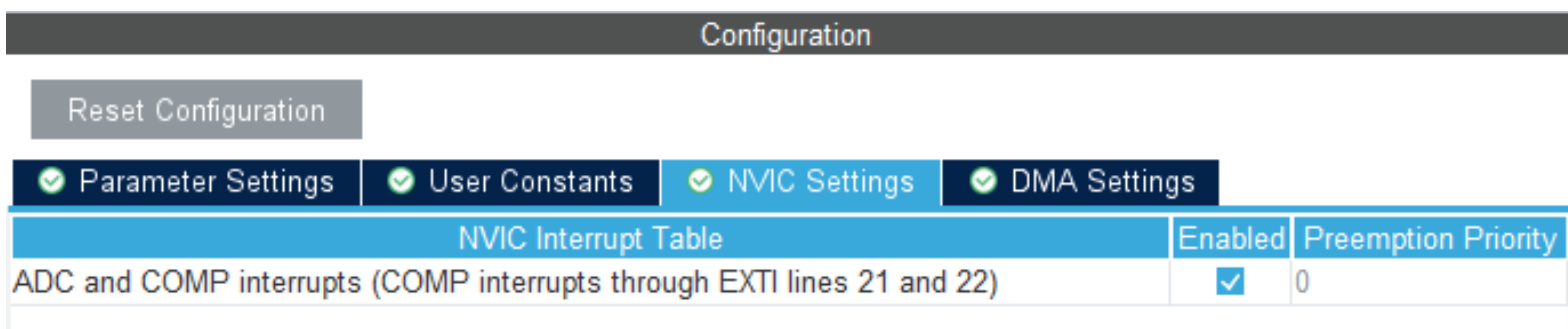 Configuration
Reset Configuration
Parameter Settings User Constants NVIC Settings DMA Settings
NVIC Interrupt Table Enabled Preemption Priority
ADC and COMP interrupts (COMP interrupts through EXTI lines 21 and 22) 0